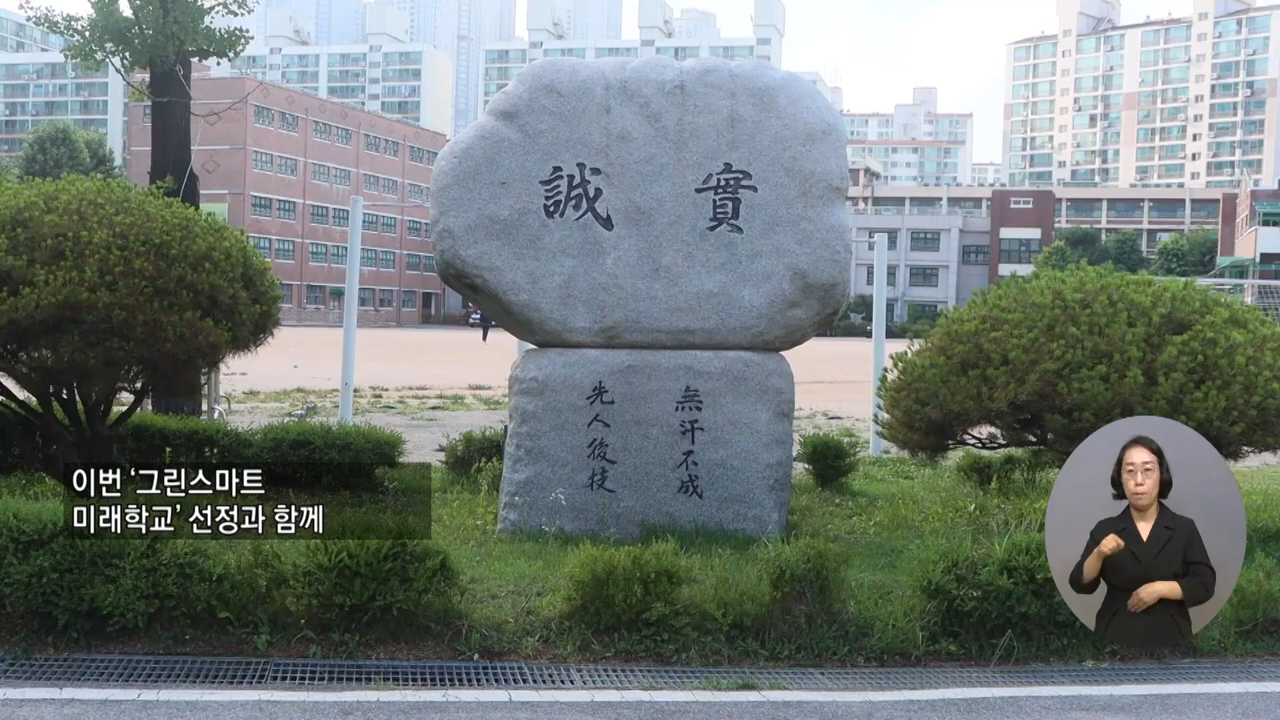 誠 實
無汗不成
先人後技
이번 ‘그린스마트
미래학교’ 선정과 함께